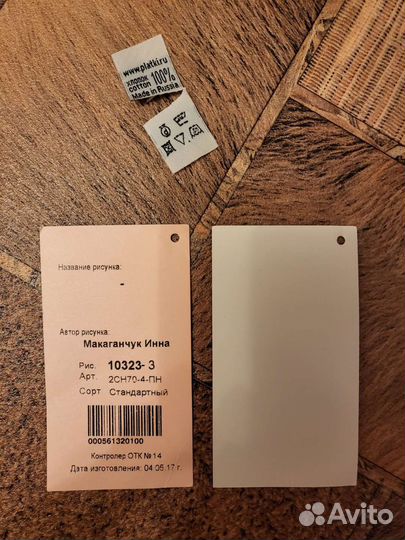 www.platki.ru
хлопок 100%
cotton
Made in Russia
Название рисунка:
-
Автор рисунка:
Макаганчук Инна
Рис. 10323- 3
Арт. 2СН70-4-ПН
Сорт Стандартный
000561320100
Контролер ОТК № 14
Дата изготовления: 04.05.17 г.
Avito